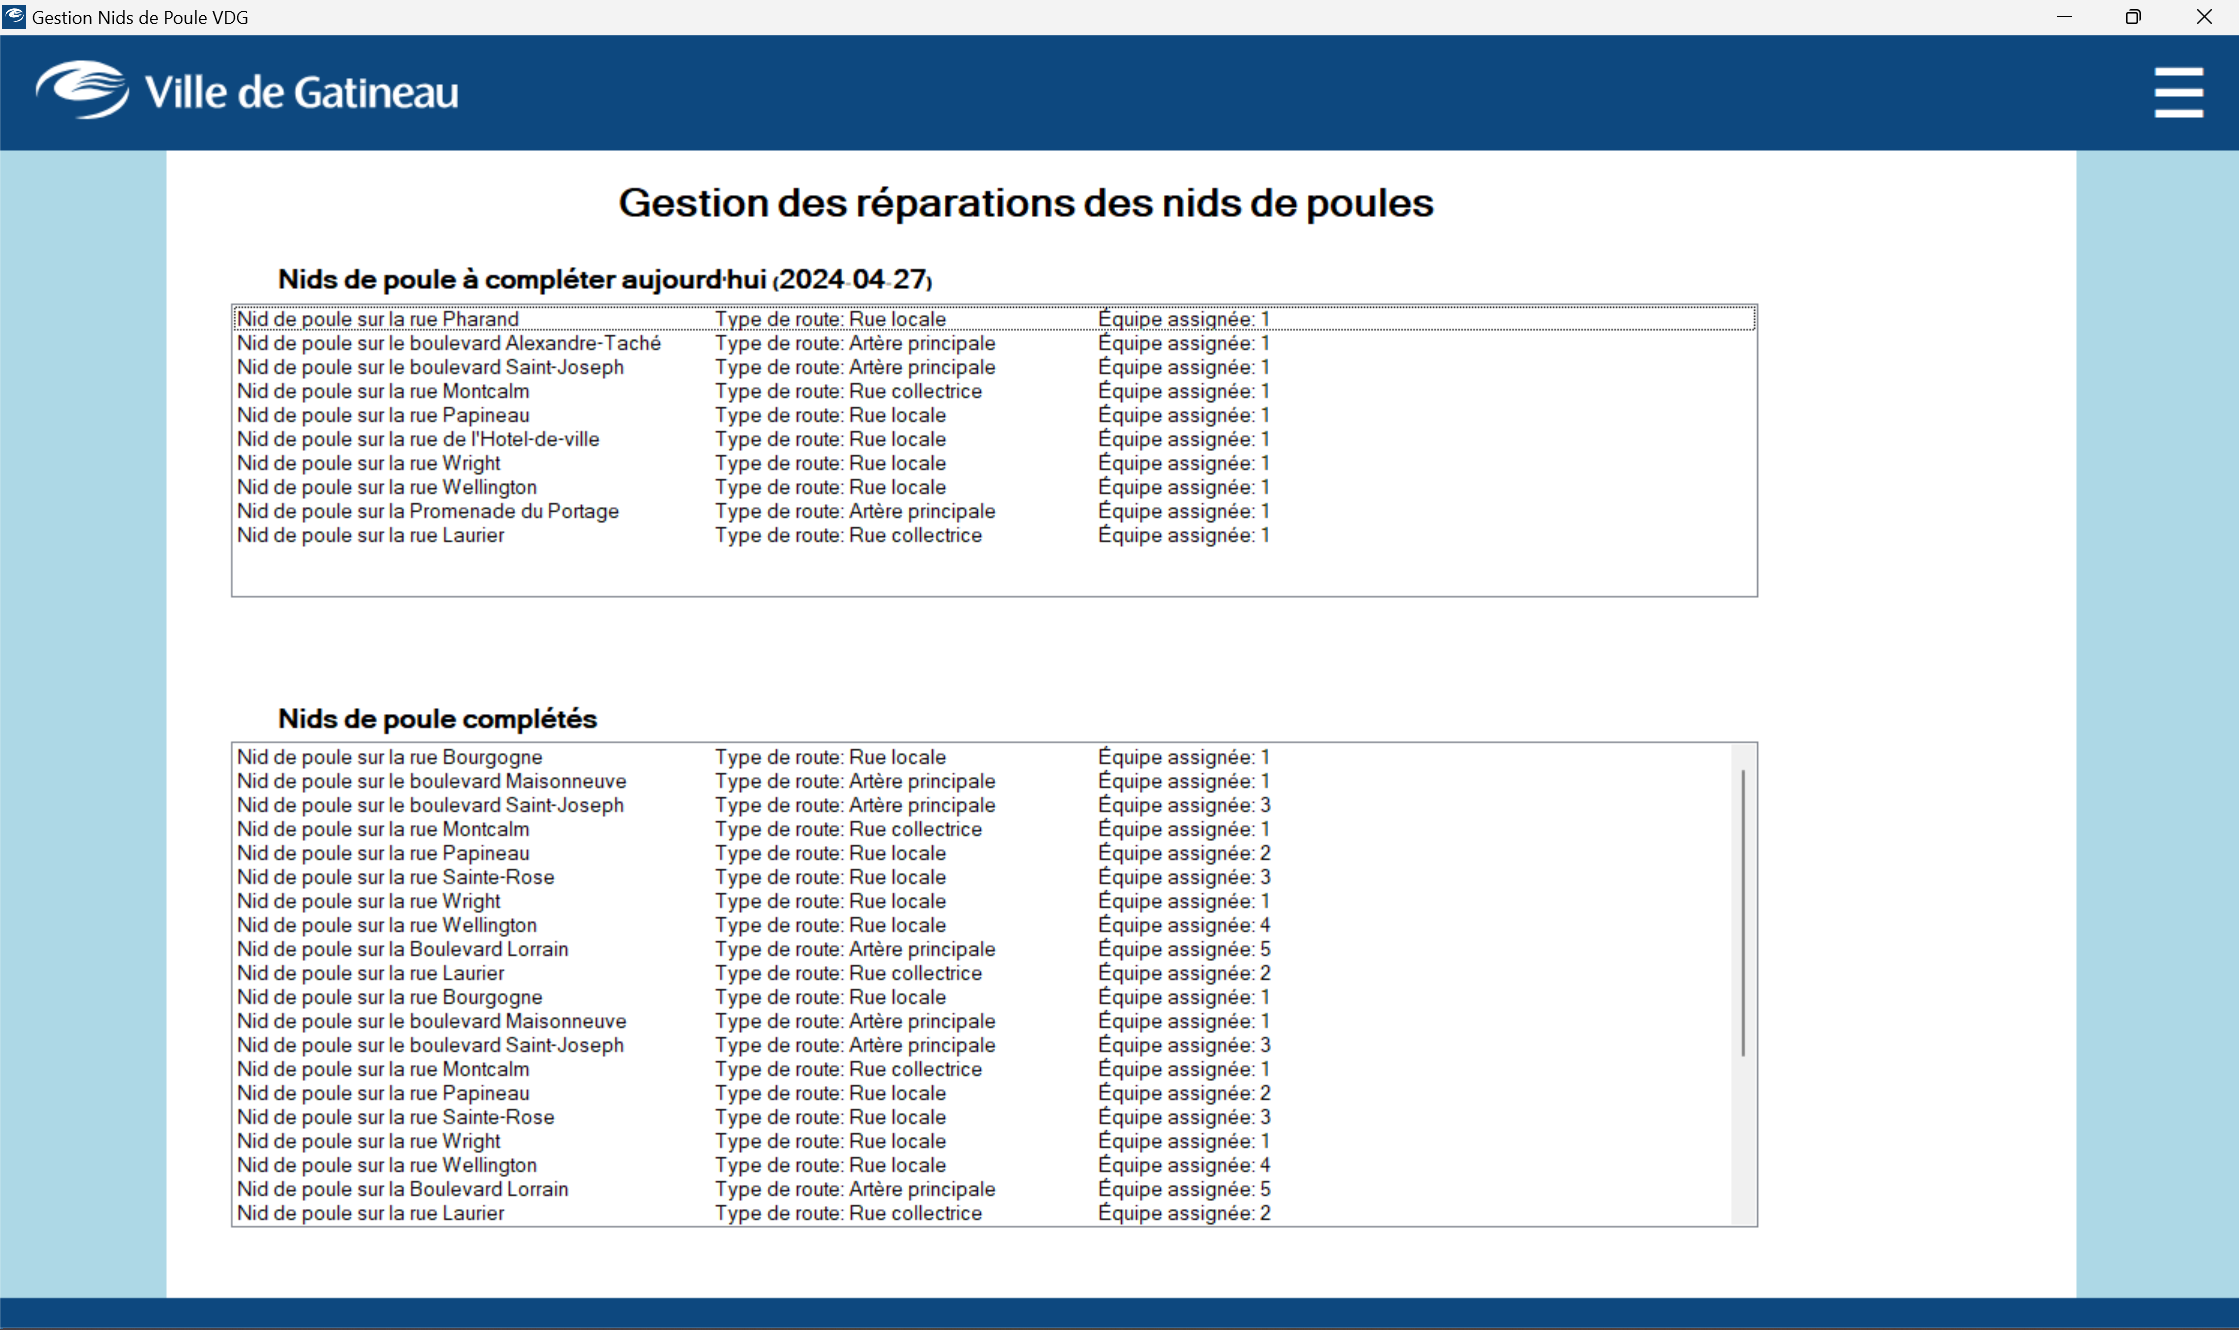 Gestion Nids de Poule VDG
Ville de Gatineau
Gestion des réparations des nids de poules
Nids de poule à compléter aujourd'hui (2024-04-27)
Nid de poule sur la rue Pharand Type de route: Rue locale Équipe assignée: 1
Nid de poule sur le boulevard Alexandre-Taché Type de route: Artère principale Équipe assignée: 1
Nid de poule sur le boulevard Saint-Joseph Type de route: Artère principale Équipe assignée: 1
Nid de poule sur la rue Montcalm Type de route: Rue collectrice Équipe assignée: 1
Nid de poule sur la rue Papineau Type de route: Rue locale Équipe assignée: 1
Nid de poule sur la rue de l'Hotel-de-ville Type de route: Rue locale Équipe assignée: 1
Nid de poule sur la rue Wright Type de route: Rue locale Équipe assignée: 1
Nid de poule sur la rue Wellington Type de route: Rue locale Équipe assignée: 1
Nid de poule sur la Promenade du Portage Type de route: Artère principale Équipe assignée: 1
Nid de poule sur la rue Laurier Type de route: Rue collectrice Équipe assignée: 1
Nids de poule complétés
Nid de poule sur la rue Bourgogne Type de route: Rue locale Équipe assignée: 1
Nid de poule sur le boulevard Maisonneuve Type de route: Artère principale Équipe assignée: 1
Nid de poule sur le boulevard Saint-Joseph Type de route: Artère principale Équipe assignée: 3
Nid de poule sur la rue Montcalm Type de route: Rue collectrice Équipe assignée: 1
Nid de poule sur la rue Papineau Type de route: Rue locale Équipe assignée: 2
Nid de poule sur la rue Sainte-Rose Type de route: Rue locale Équipe assignée: 3
Nid de poule sur la rue Wright Type de route: Rue locale Équipe assignée: 1
Nid de poule sur la rue Wellington Type de route: Rue locale Équipe assignée: 4
Nid de poule sur la Boulevard Lorrain Type de route: Artère principale Équipe assignée: 5
Nid de poule sur la rue Laurier Type de route: Rue collectrice Équipe assignée: 2
Nid de poule sur la rue Bourgogne Type de route: Rue locale Équipe assignée: 1
Nid de poule sur le boulevard Maisonneuve Type de route: Artère principale Équipe assignée: 1
Nid de poule sur le boulevard Saint-Joseph Type de route: Artère principale Équipe assignée: 3
Nid de poule sur la rue Montcalm Type de route: Rue collectrice Équipe assignée: 1
Nid de poule sur la rue Papineau Type de route: Rue locale Équipe assignée: 2
Nid de poule sur la rue Sainte-Rose Type de route: Rue locale Équipe assignée: 3
Nid de poule sur la rue Wright Type de route: Rue locale Équipe assignée: 1
Nid de poule sur la rue Wellington Type de route: Rue locale Équipe assignée: 4
Nid de poule sur la Boulevard Lorrain Type de route: Artère principale Équipe assignée: 5
Nid de poule sur la rue Laurier Type de route: Rue collectrice Équipe assignée: 2